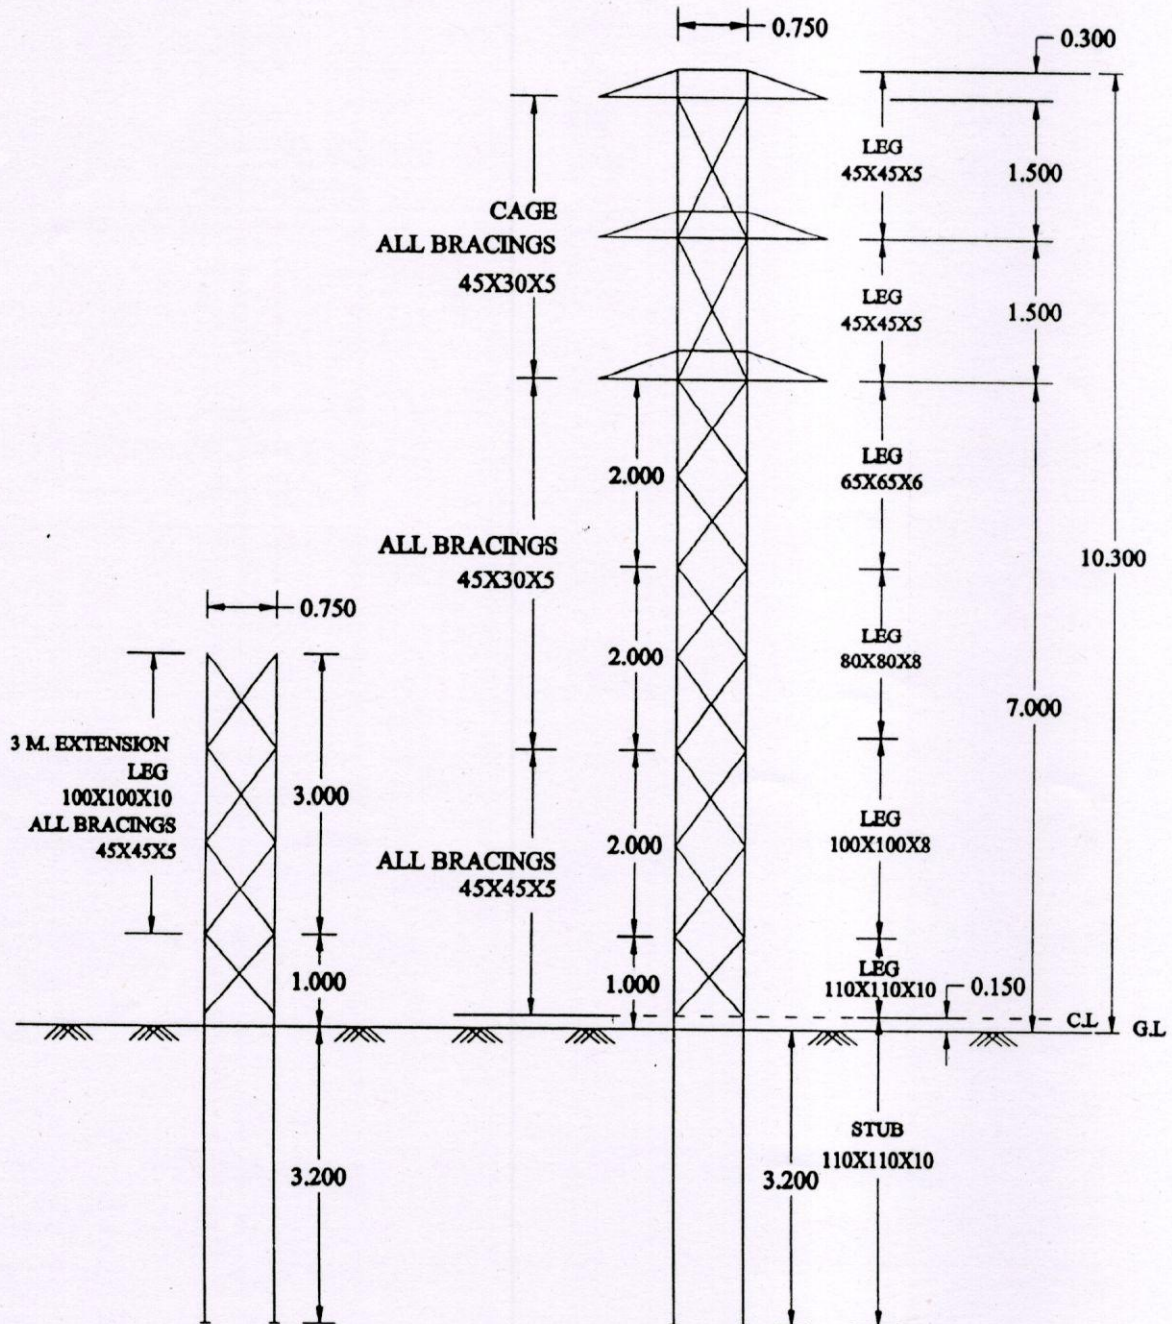 0.750
0.300
LEG
45X45X5
1.500
CAGE
ALL BRACINGS
45X30X5
LEG
45X45X5
1.500
2.000
LEG
65X65X6
ALL BRACINGS
45X30X5
10.300
0.750
2.000
LEG
80X80X8
7.000
3 M. EXTENSION
LEG
100X100X10
ALL BRACINGS
45X45X5
3.000
ALL BRACINGS
45X45X5
2.000
LEG
100X100X8
1.000
1.000
LEG
110X110X10
0.150
C.L
G.L
3.200
3.200
STUB
110X110X10